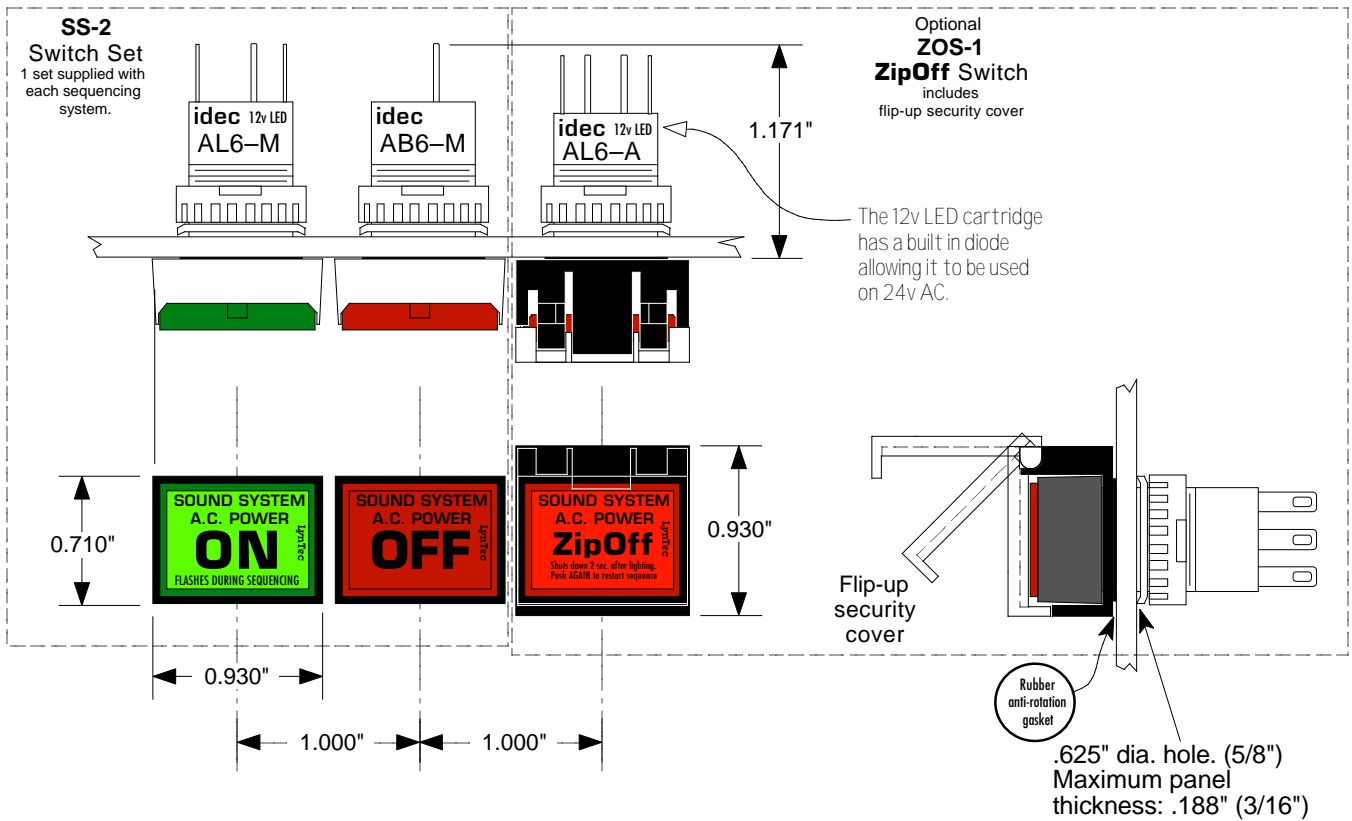 SS-2
Switch Set
1 set supplied with
each sequencing
system.
idec 12v LED
AL6–M
idec
AB6–M
idec 12v LED
AL6–A
1.171"
Optional
ZOS-1
ZipOff Switch
includes
flip-up security cover
The 12v LED cartridge
has a built in diode
allowing it to be used
on 24v AC.
0.710"
SOUND SYSTEM
A.C. POWER
ON
FLASHES DURING SEQUENCING
LynTec
SOUND SYSTEM
A.C. POWER
OFF
LynTec
SOUND SYSTEM
A.C. POWER
ZipOff
Shuts down 2 sec. after lighting.
Push AGAIN to restart sequence
LynTec
0.930"
Flip-up
security
cover
0.930"
1.000"
1.000"
Rubber
anti-rotation
gasket
.625" dia. hole. (5/8")
Maximum panel
thickness: .188" (3/16")